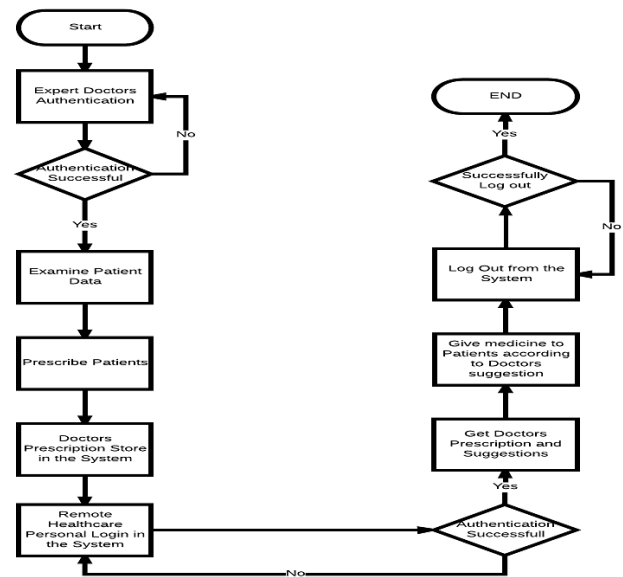 Start
Expert Doctors
Authentication
No
Authentication
Successful
Yes
Examine Patient
Data
Prescribe Patients
Doctors
Prescription Store
in the System
Remote
Healthcare
Personal Login in
the System
No
Authentication
Successfull
Yes
Get Doctors
Prescription and
Suggestions
Give medicine to
Patients according
to Doctors
suggestion
Log Out from the
System
No
Successfully
Log out
Yes
END